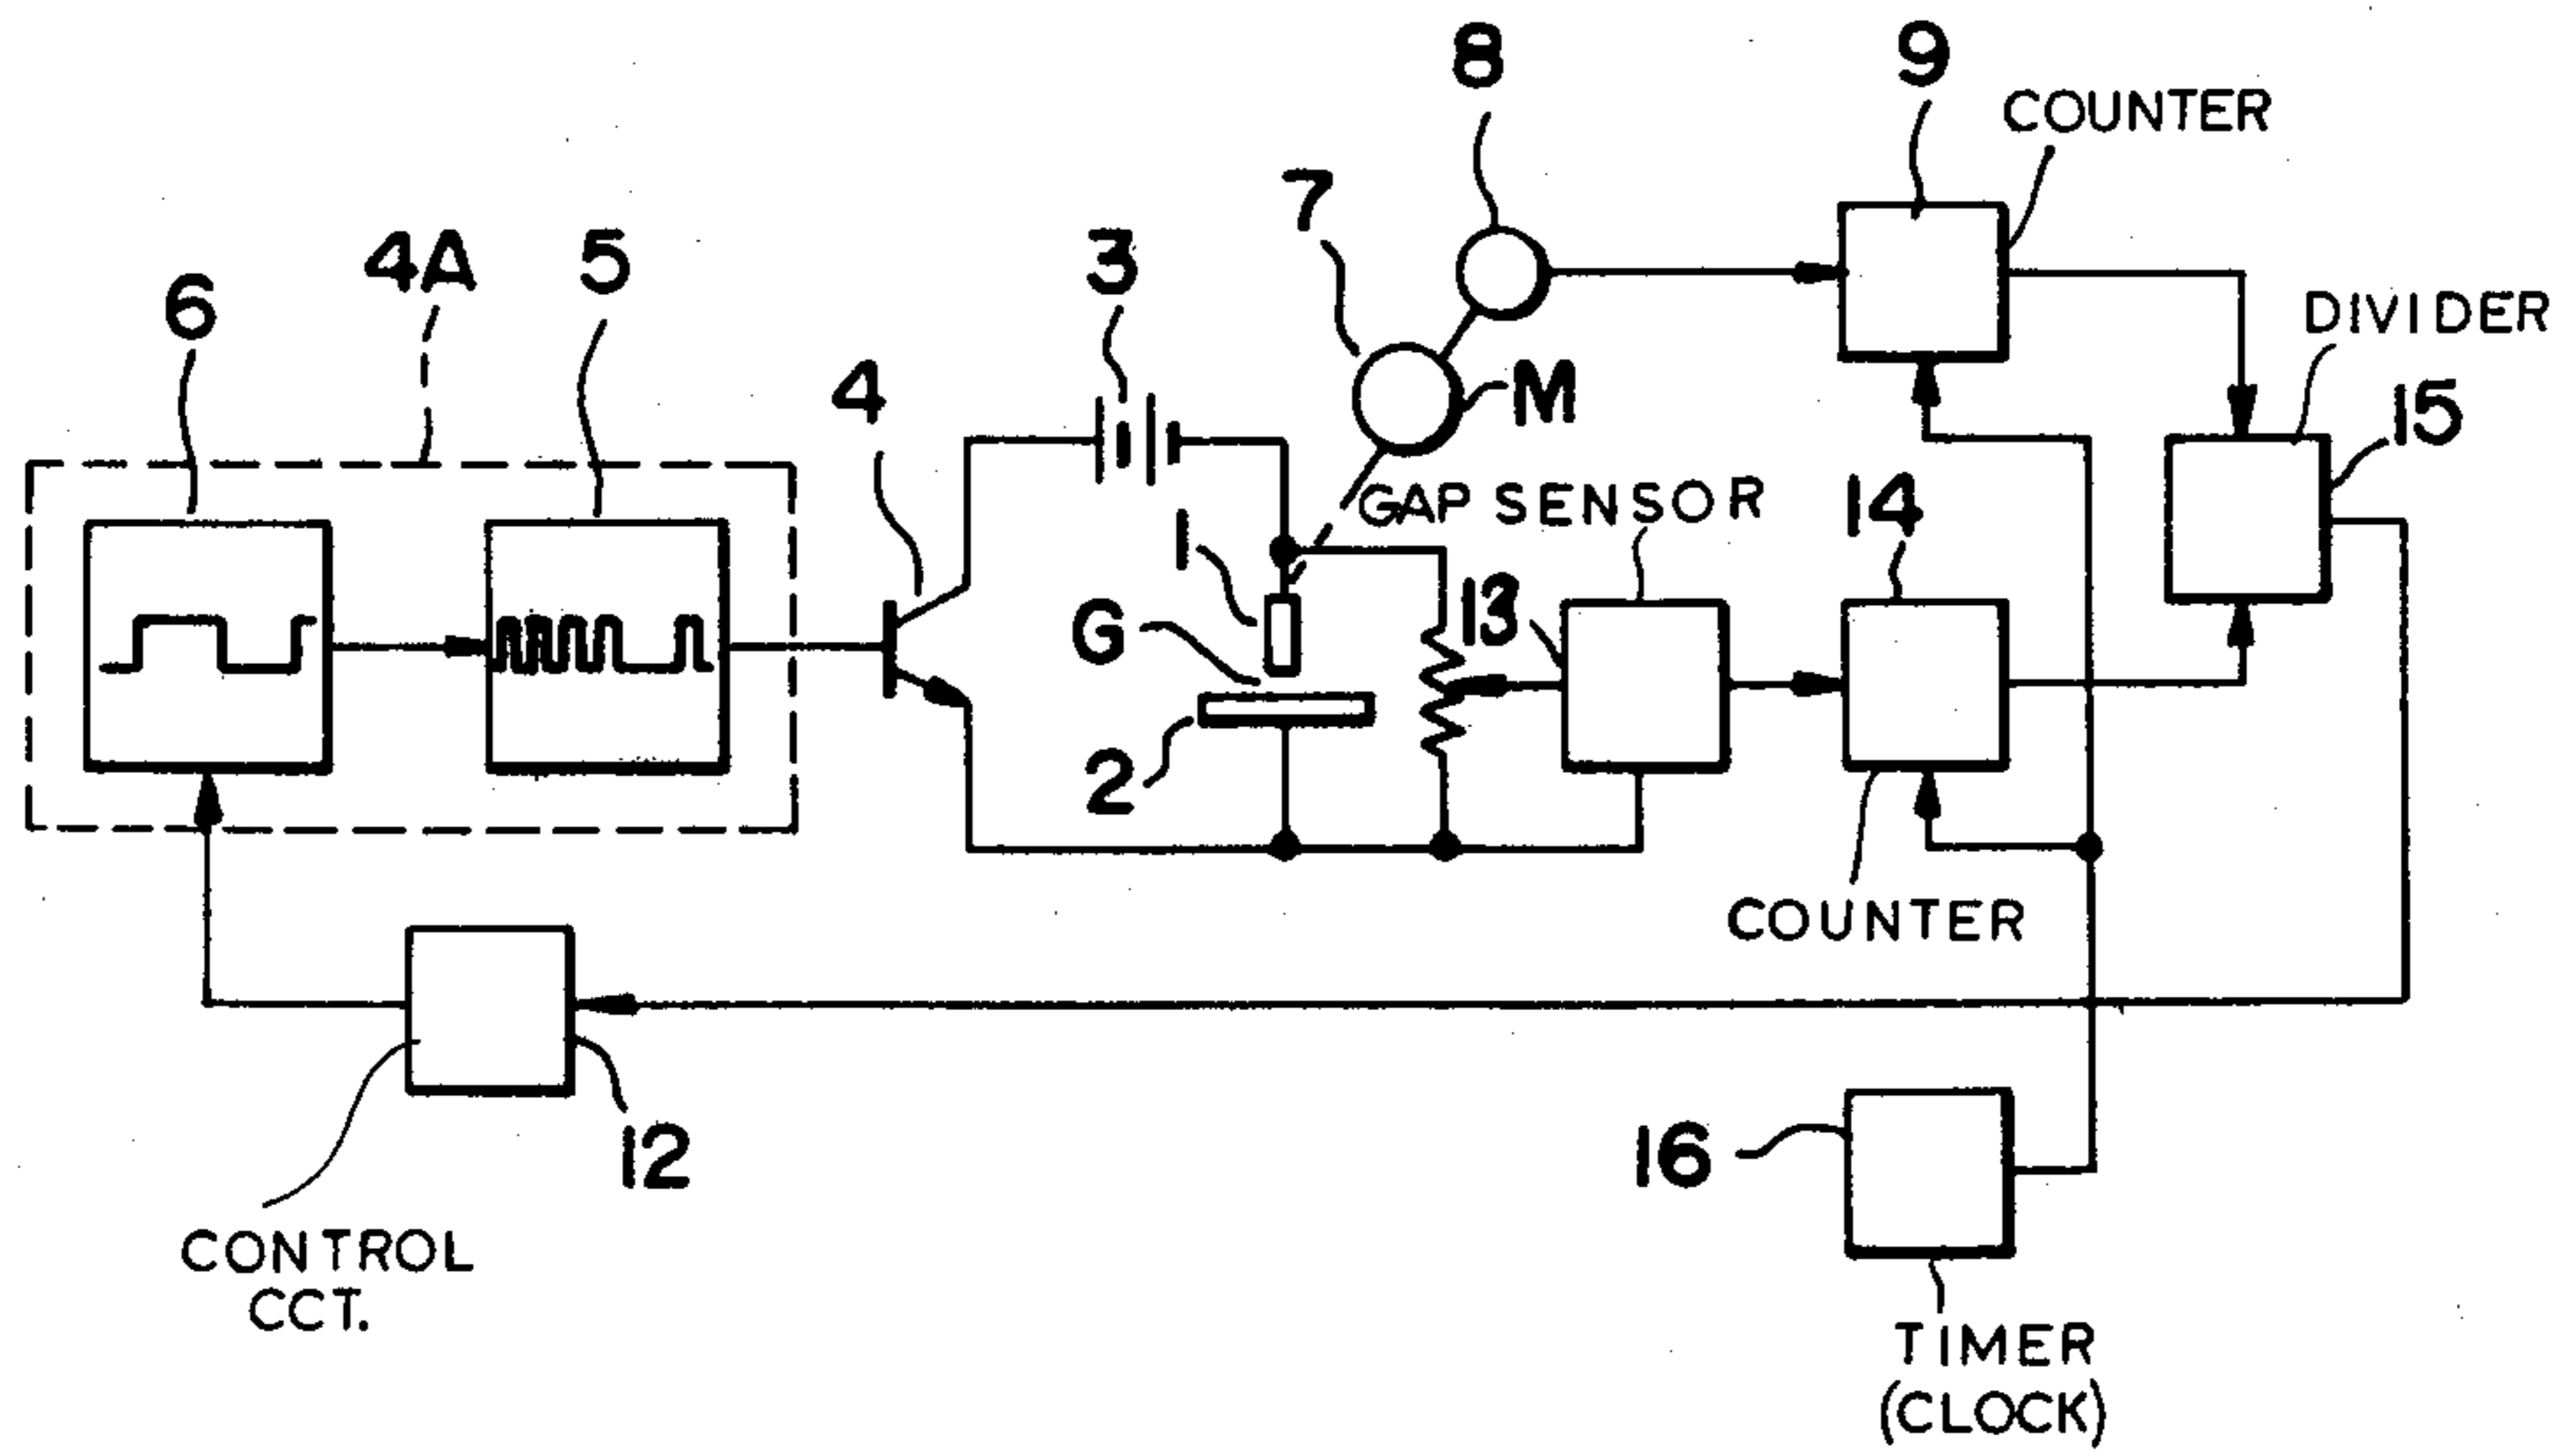 8
9
COUNTER
7
4A
5
3
6
DIVIDER
4
M
15
GAP SENSOR
14
1
13
G
2
COUNTER
12
16
CONTROL
CCT.
TIMER
(CLOCK)